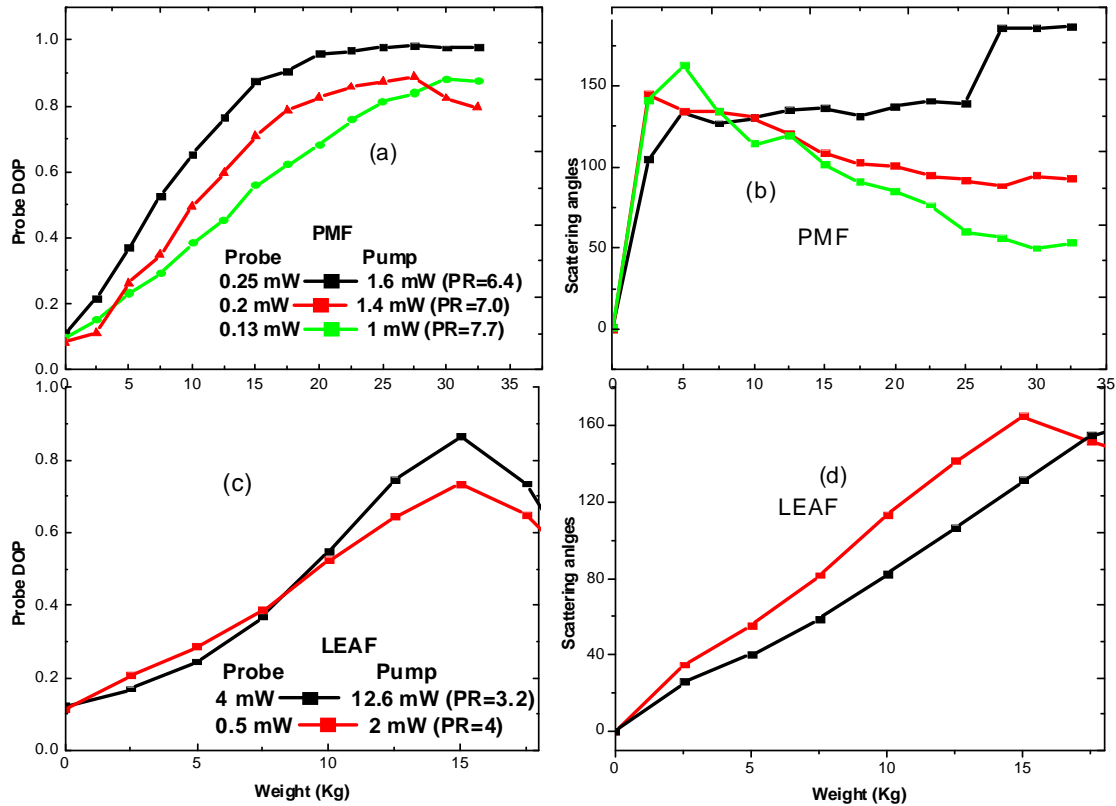 1.0
0.8
0.6
0.4
0.2
0.0
Probe DOP
(a)
PMF
Probe Pump
0.25 mW 1.6 mW (PR=6.4)
0.2 mW 1.4 mW (PR=7.0)
0.13 mW 1 mW (PR=7.7)
0 5 10 15 20 25 30 35
150
100
50
0
Scattering angles
(b)
PMF
0 5 10 15 20 25 30 35
1.0
0.8
0.6
0.4
0.2
0.0
Probe DOP
(c)
LEAF
Probe Pump
4 mW 12.6 mW (PR=3.2)
0.5 mW 2 mW (PR=4)
0 5 10 15
Weight (Kg)
160
120
80
40
0
Scattering anlges
(d)
LEAF
0 5 10 15
Weight (Kg)